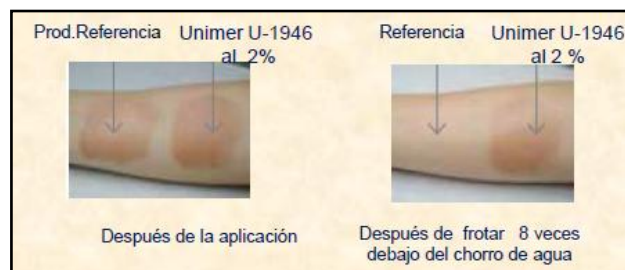 Prod.Referencia Unimer U-1946
al 2%
Referencia Unimer U-1946
al 2 %
Después de la aplicación
Después de frotar 8 veces
debajo del chorro de agua